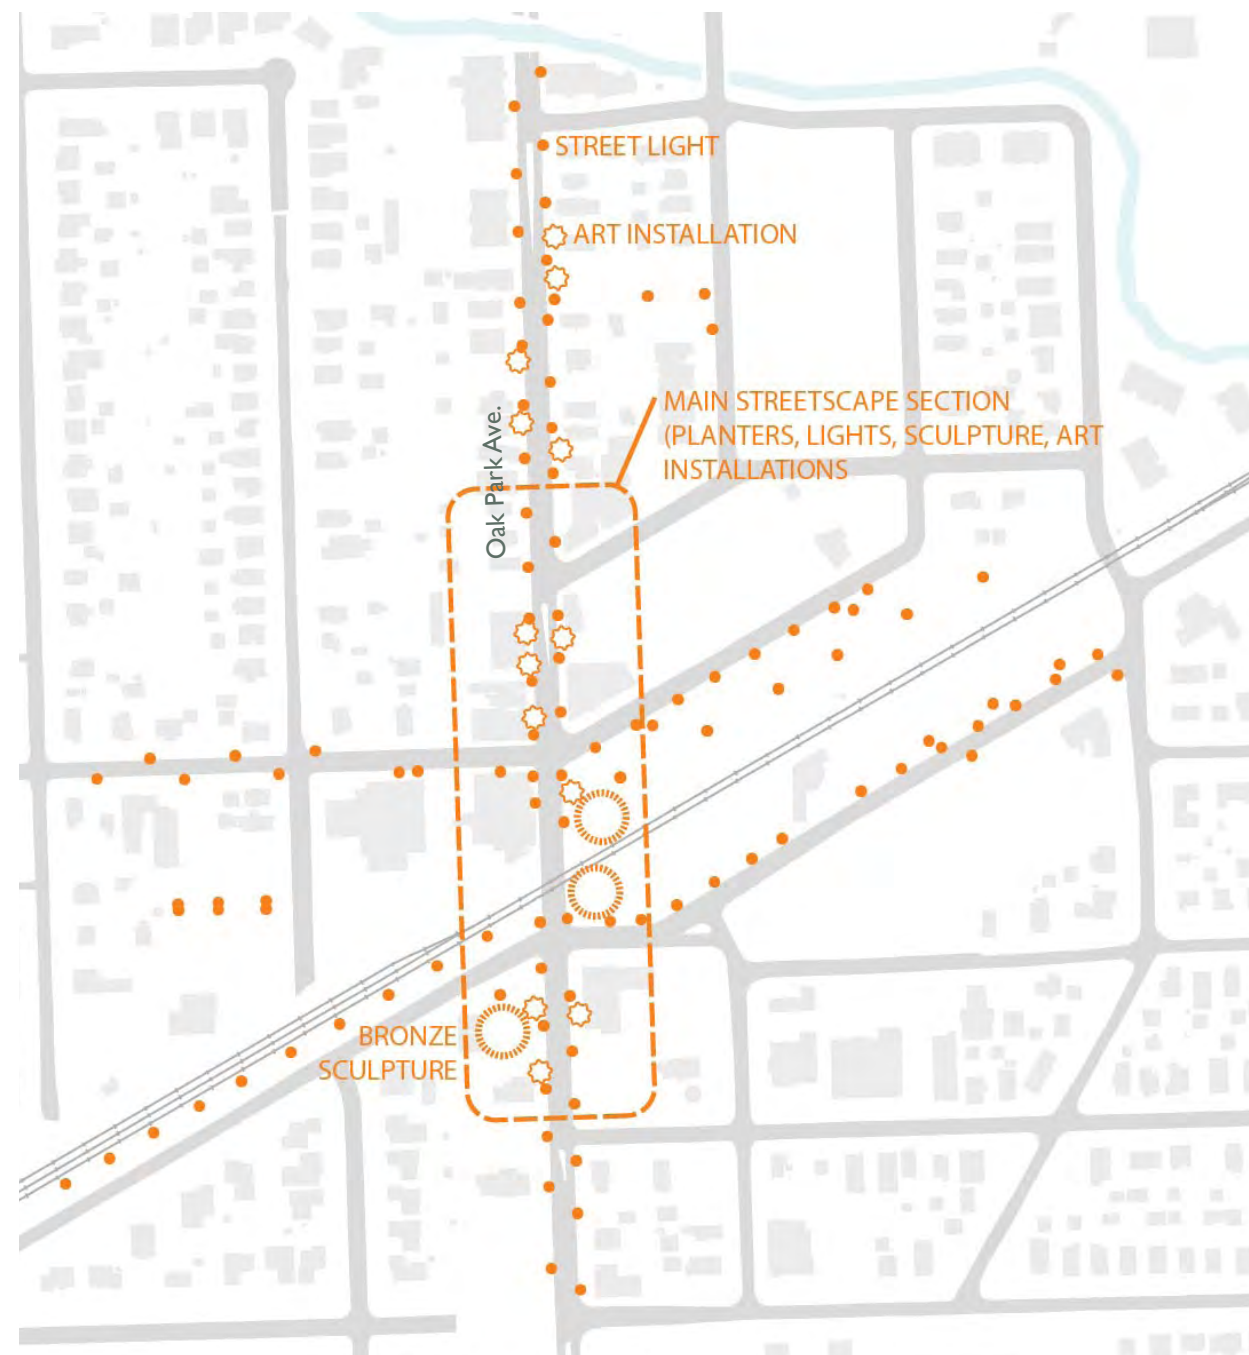 STREET LIGHT
ART INSTALLATION
MAIN STREETSCAPE SECTION
(PLANTERS, LIGHTS, SCULPTURE, ART
INSTALLATIONS
Oak Park Ave.
BRONZE
SCULPTURE